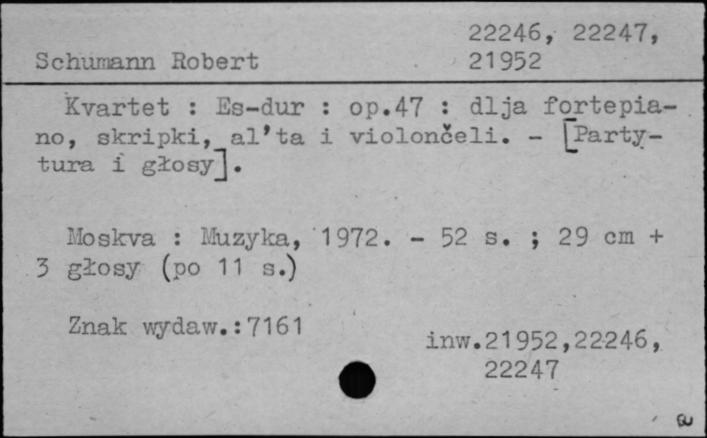 22246, 22247,
Schumann Robert 21952
Kvartet : Es-dur : op.47 : dlja fortepia-
no, skripki, al'ta i violončeli. - [Party-
tura i głosy].
Moskva : Muzyka, 1972. - 52 s. ; 29 cm +
3 głosy (po 11 s.)
Znak wydaw.:7161
inw.21952,22246,
22247